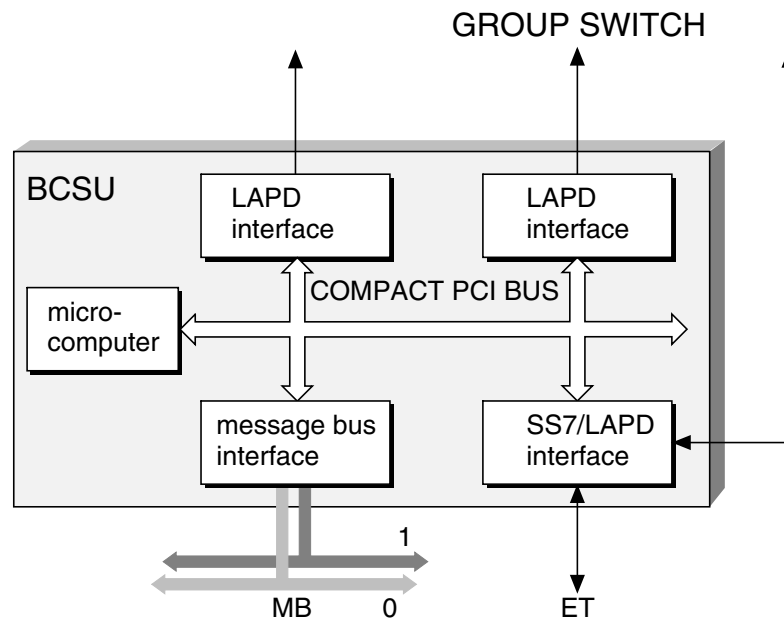 GROUP SWITCH
BCSU
LAPD
interface
LAPD
interface
COMPACT PCI BUS
micro-
computer
message bus
interface
SS7/LAPD
interface
1
MB
0
ET